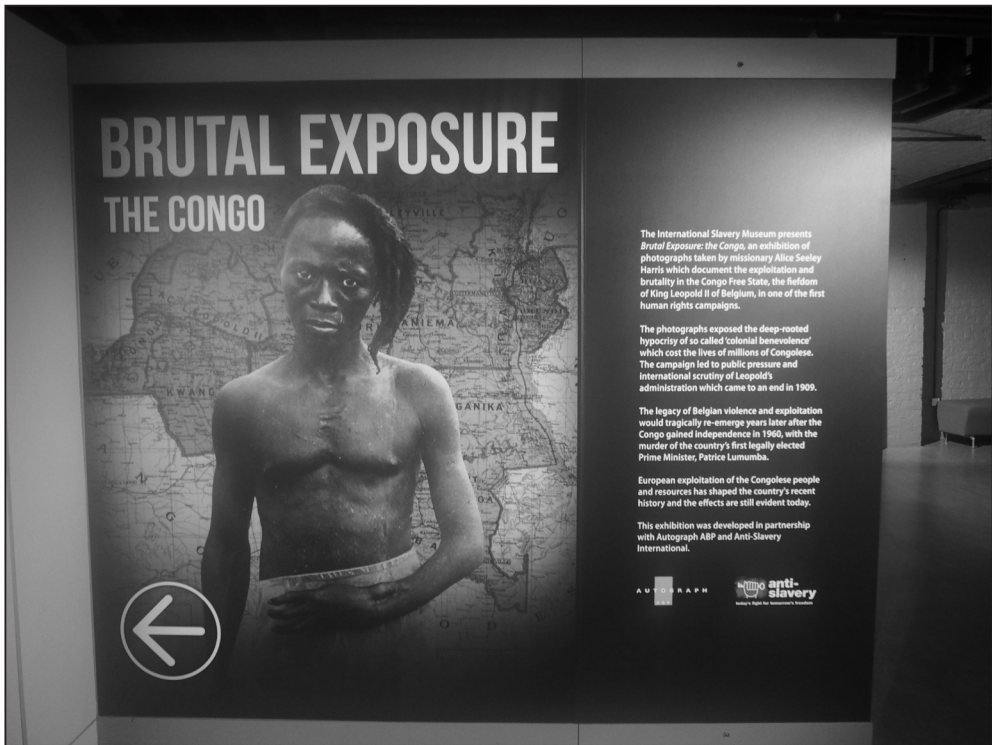 BRUTAL EXPOSURE
THE CONGO
LEYVILLE
KWANG
ANIEMA
GANIKA
The International Slavery Museum presents
Brutal Exposure: the Congo, an exhibition of
photographs taken by missionary Alice Seeley
Harris which document the exploitation and
brutality in the Congo Free State, the fiefdom
of King Leopold II of Belgium, in one of the first
human rights campaigns.
The photographs exposed the deep-rooted
hypocrisy of so called 'colonial benevolence'
which cost the lives of millions of Congolese.
The campaign led to public pressure and
international scrutiny of Leopold's
administration which came to an end in 1909.
The legacy of Belgian violence and exploitation
would tragically re-emerge years later after the
Congo gained independence in 1960, with the
murder of the country's first legally elected
Prime Minister, Patrice Lumumba.
European exploitation of the Congolese people
and resources has shaped the country's recent
history and the effects are still evident today.
This exhibition was developed in partnership
with Autograph ABP and Anti-Slavery
International.
AUTOGRAPH
ABP
anti-
slavery
today's fight for tomorrow's freedom